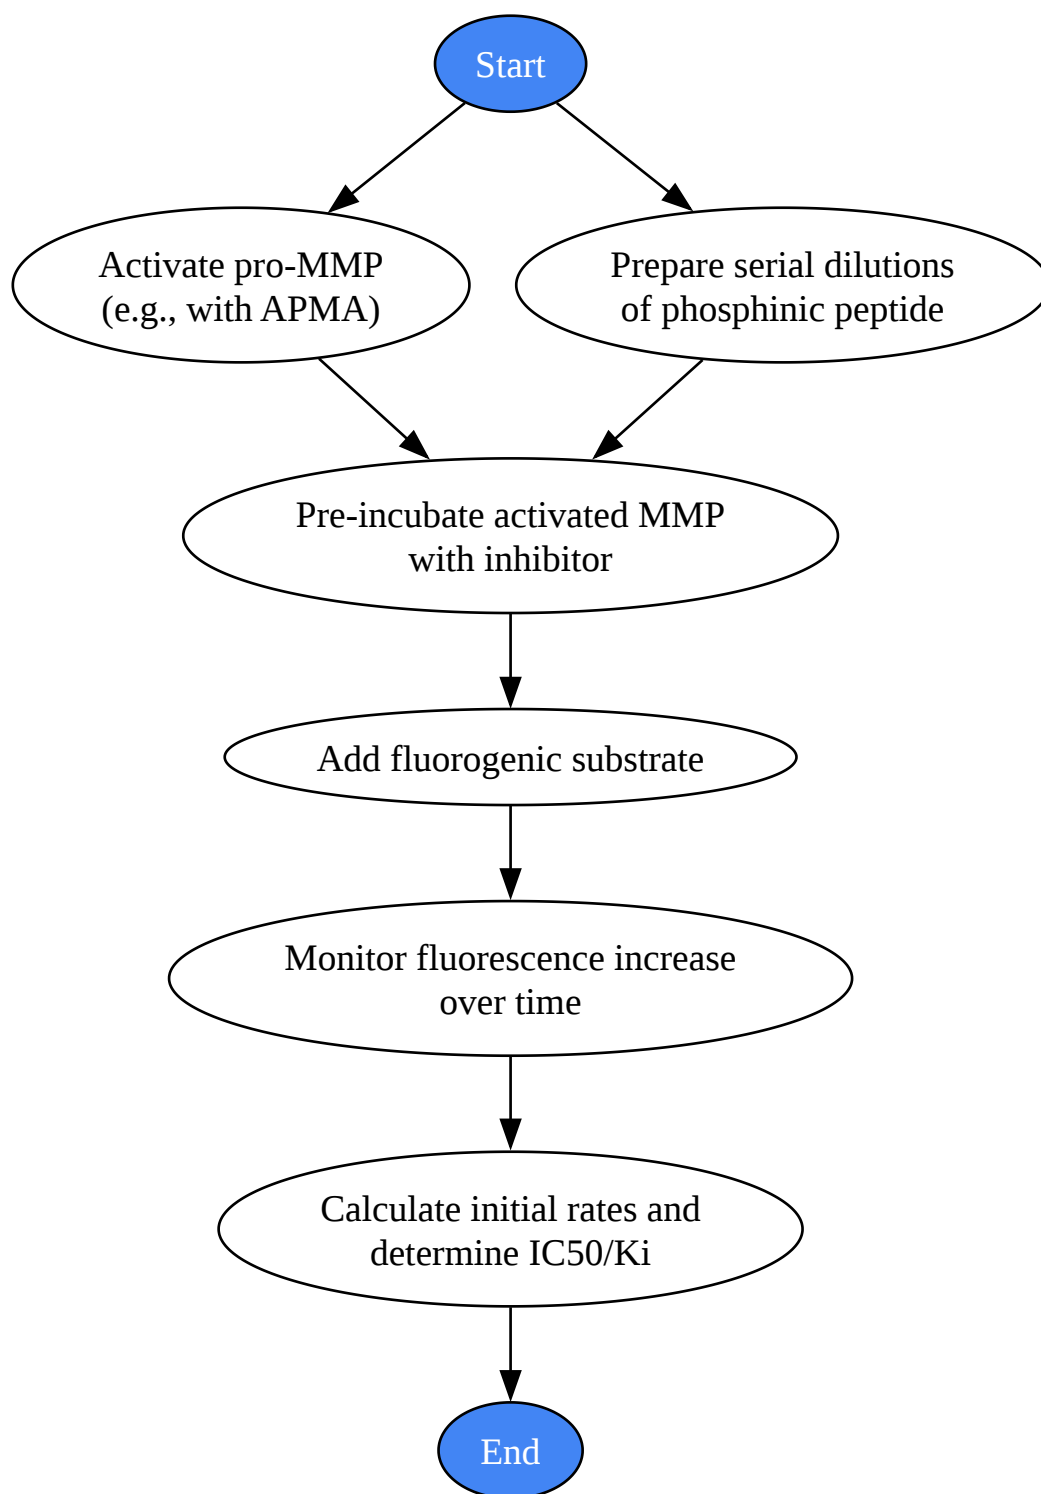 Start
Activate pro-MMP
(e.g., with APMA)
Prepare serial dilutions
of phosphinic peptide
Pre-incubate activated MMP
with inhibitor
Add fluorogenic substrate
Monitor fluorescence increase
over time
Calculate initial rates and
determine IC50/Ki
End